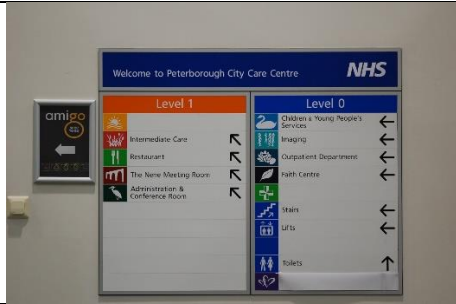 Welcome to Peterborough City Care Centre
NHS
amigo
Level 1
Intermediate Care
Restaurant
The Nene Meeting Room
Administration &
Conference Room
Level 0
Children & Young People's
Services
Imaging
Outpatient Department
Faith Centre
Stairs
Lifts
Toilets